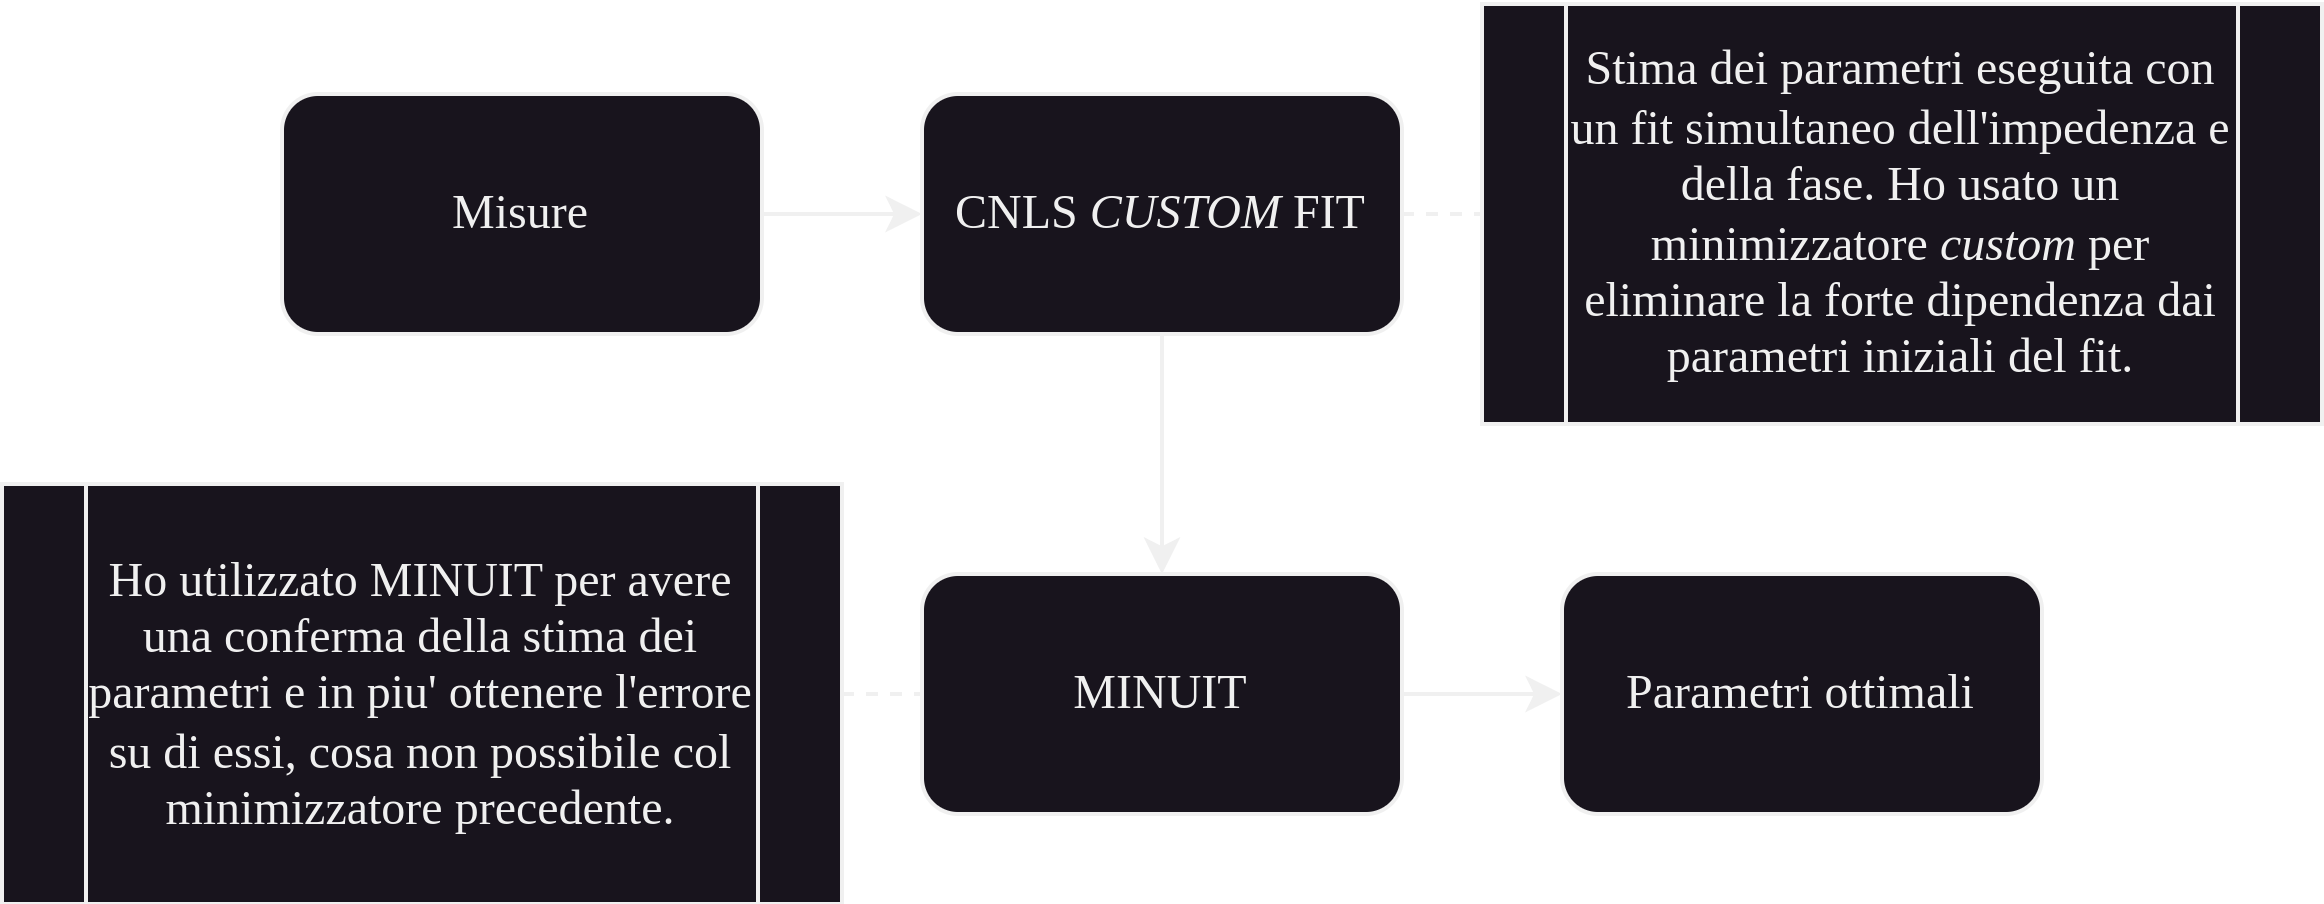 Misure
CNLS CUSTOM FIT
Stima dei parametri eseguita con
un fit simultaneo dell'impedenza e
della fase. Ho usato un
minimizzatore custom per
eliminare la forte dipendenza dai
parametri iniziali del fit.
Ho utilizzato MINUIT per avere
una conferma della stima dei
parametri e in piu' ottenere l'errore
su di essi, cosa non possibile col
minimizzatore precedente.
MINUIT
Parametri ottimali